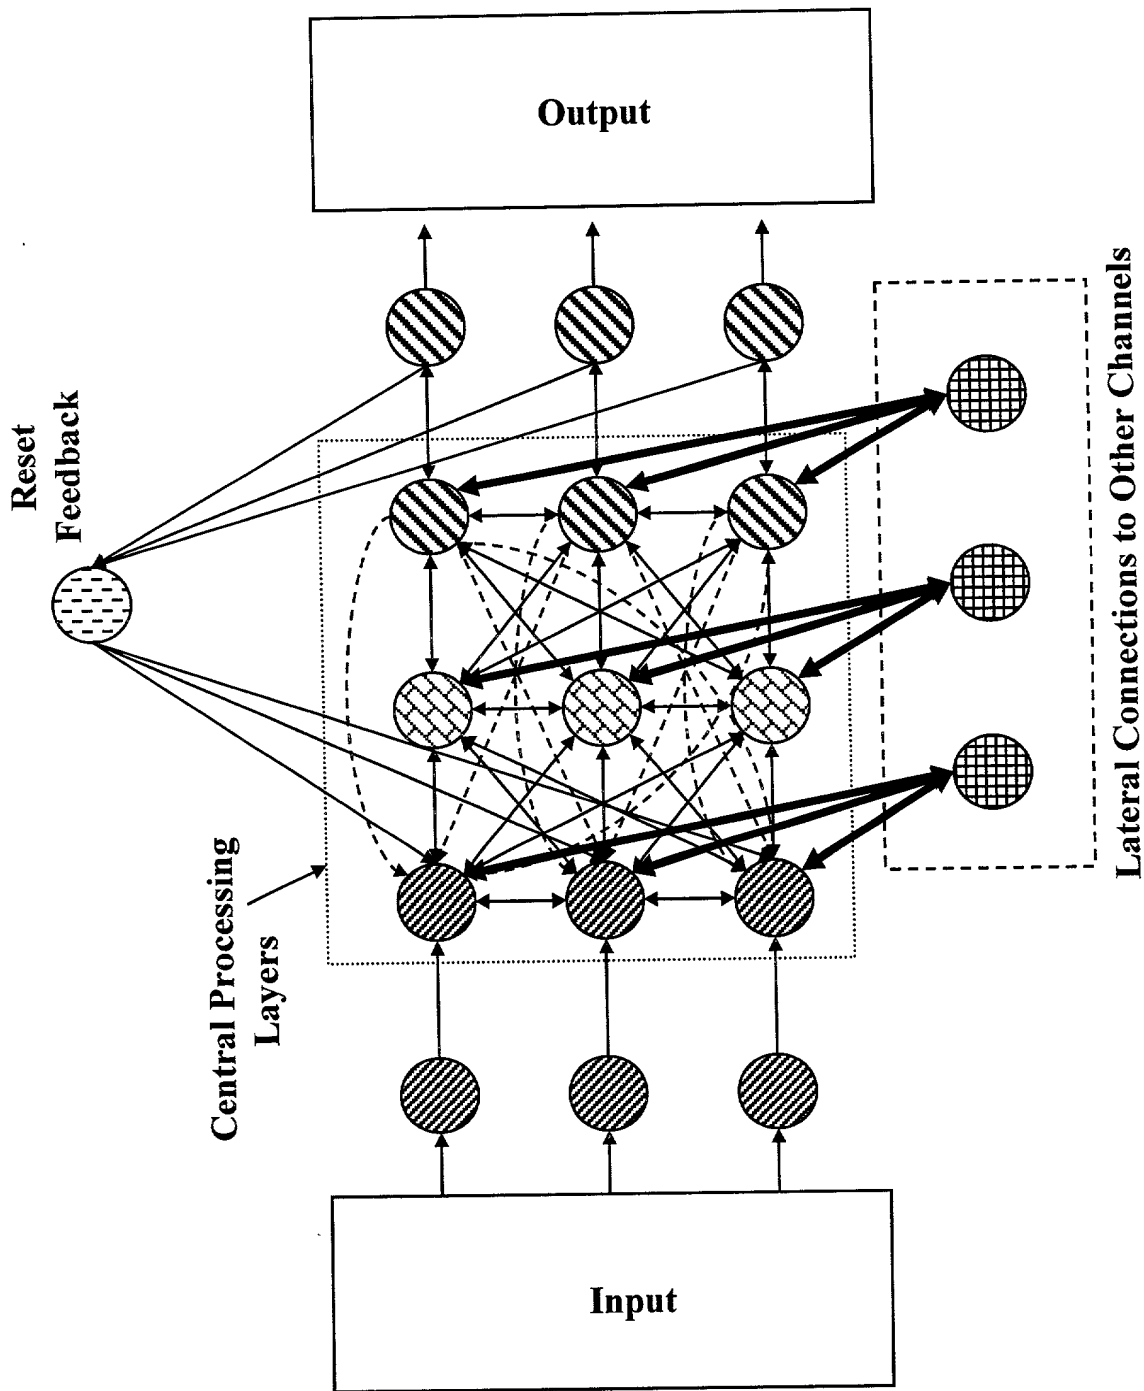 Output
Reset
Feedback
Central Processing
Layers
Lateral Connections to Other Channels
Input